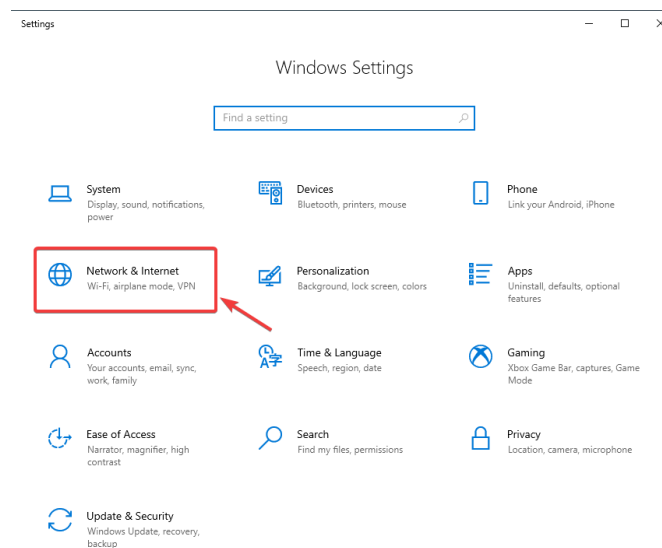 Settings
Windows Settings
Find a setting
System
Display, sound, notifications,
power
Devices
Bluetooth, printers, mouse
Phone
Link your Android, iPhone
Network & Internet
Wi-Fi, airplane mode, VPN
Personalization
Background, lock screen, colors
Apps
Uninstall, defaults, optional
features
Accounts
Your accounts, email, sync,
work, family
Time & Language
Speech, region, date
Gaming
Xbox Game Bar, captures, Game
Mode
Ease of Access
Narrator, magnifier, high
contrast
Search
Find my files, permissions
Privacy
Location, camera, microphone
Update & Security
Windows Update, recovery,
backup